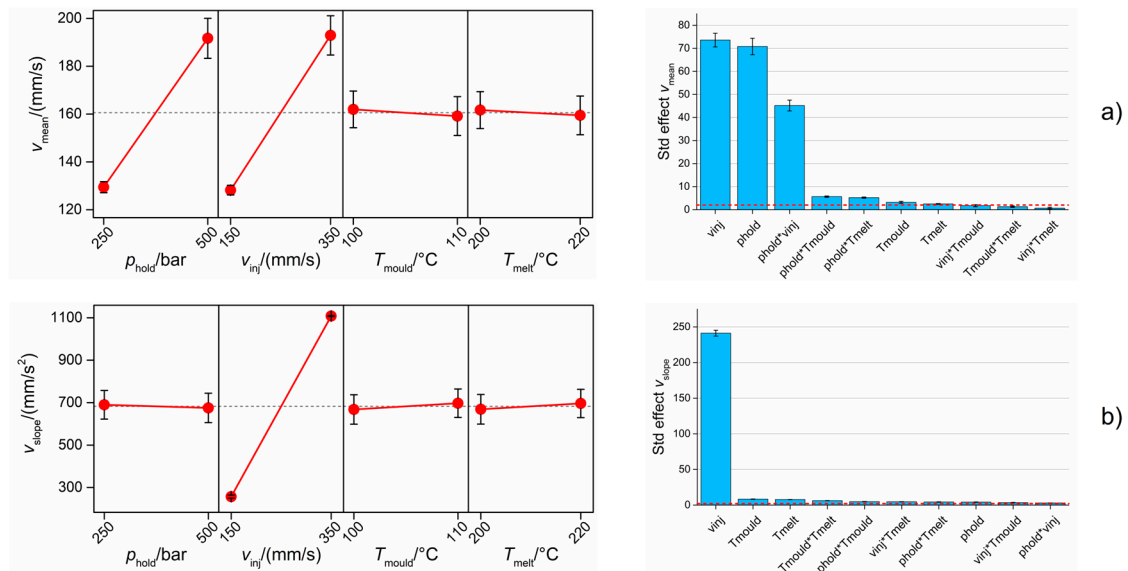 200
180
160
140
120
v_mean/(mm/s)
250 500 150 350 100 110 200 220
p_hold/bar v_inj/(mm/s) T_mould/°C T_melt/°C
80
70
60
50
40
30
20
10
0
Std effect v_mean
vinj phold phold*vinj phold*Tmould phold*Tmelt Tmould Tmelt vinj*Tmould Tmould*Tmelt vinj*Tmelt
a)
1100
900
700
500
300
v_slope/(mm/s²)
250 500 150 350 100 110 200 220
p_hold/bar v_inj/(mm/s) T_mould/°C T_melt/°C
250
200
150
100
50
0
Std effect v_slope
vinj Tmould Tmelt Tmould*Tmelt phold*Tmould vinj*Tmelt phold*Tmelt phold vinj*Tmould phold*vinj
b)